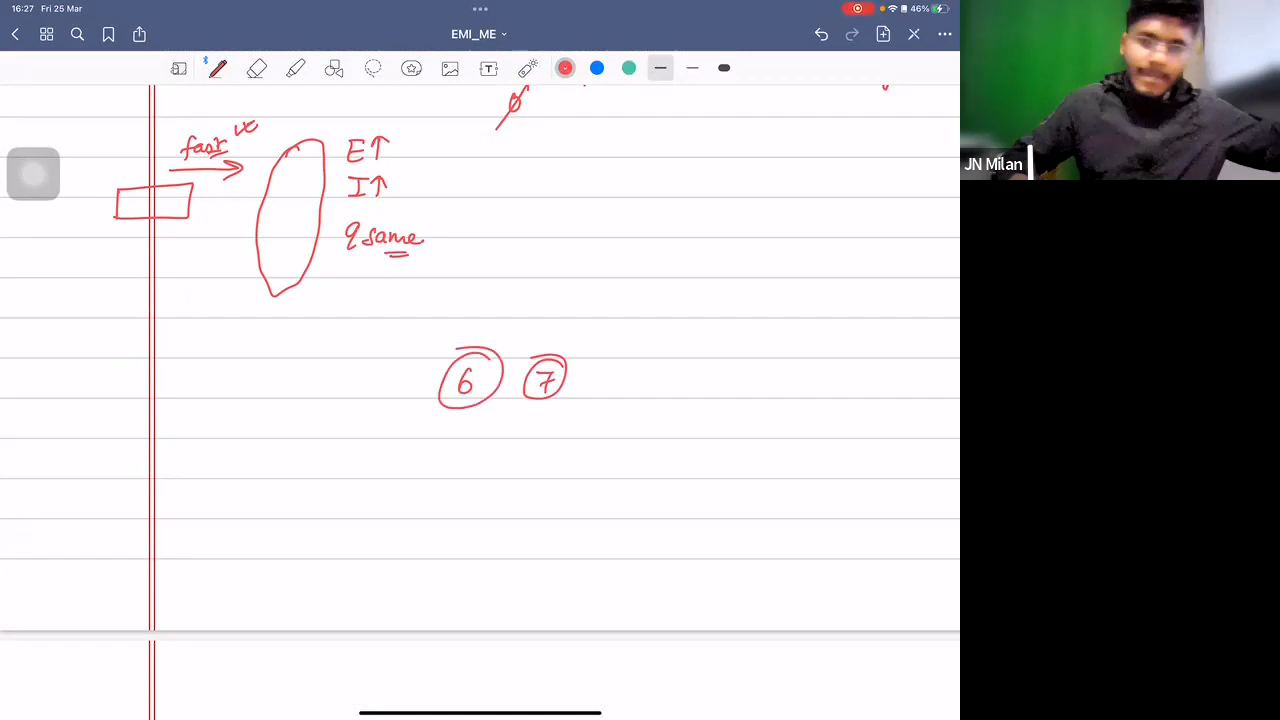 16:27 Fri 25 Mar
46%
EMI_ME
T
JN Milan
fast
E↑
I↑
q same
6 7